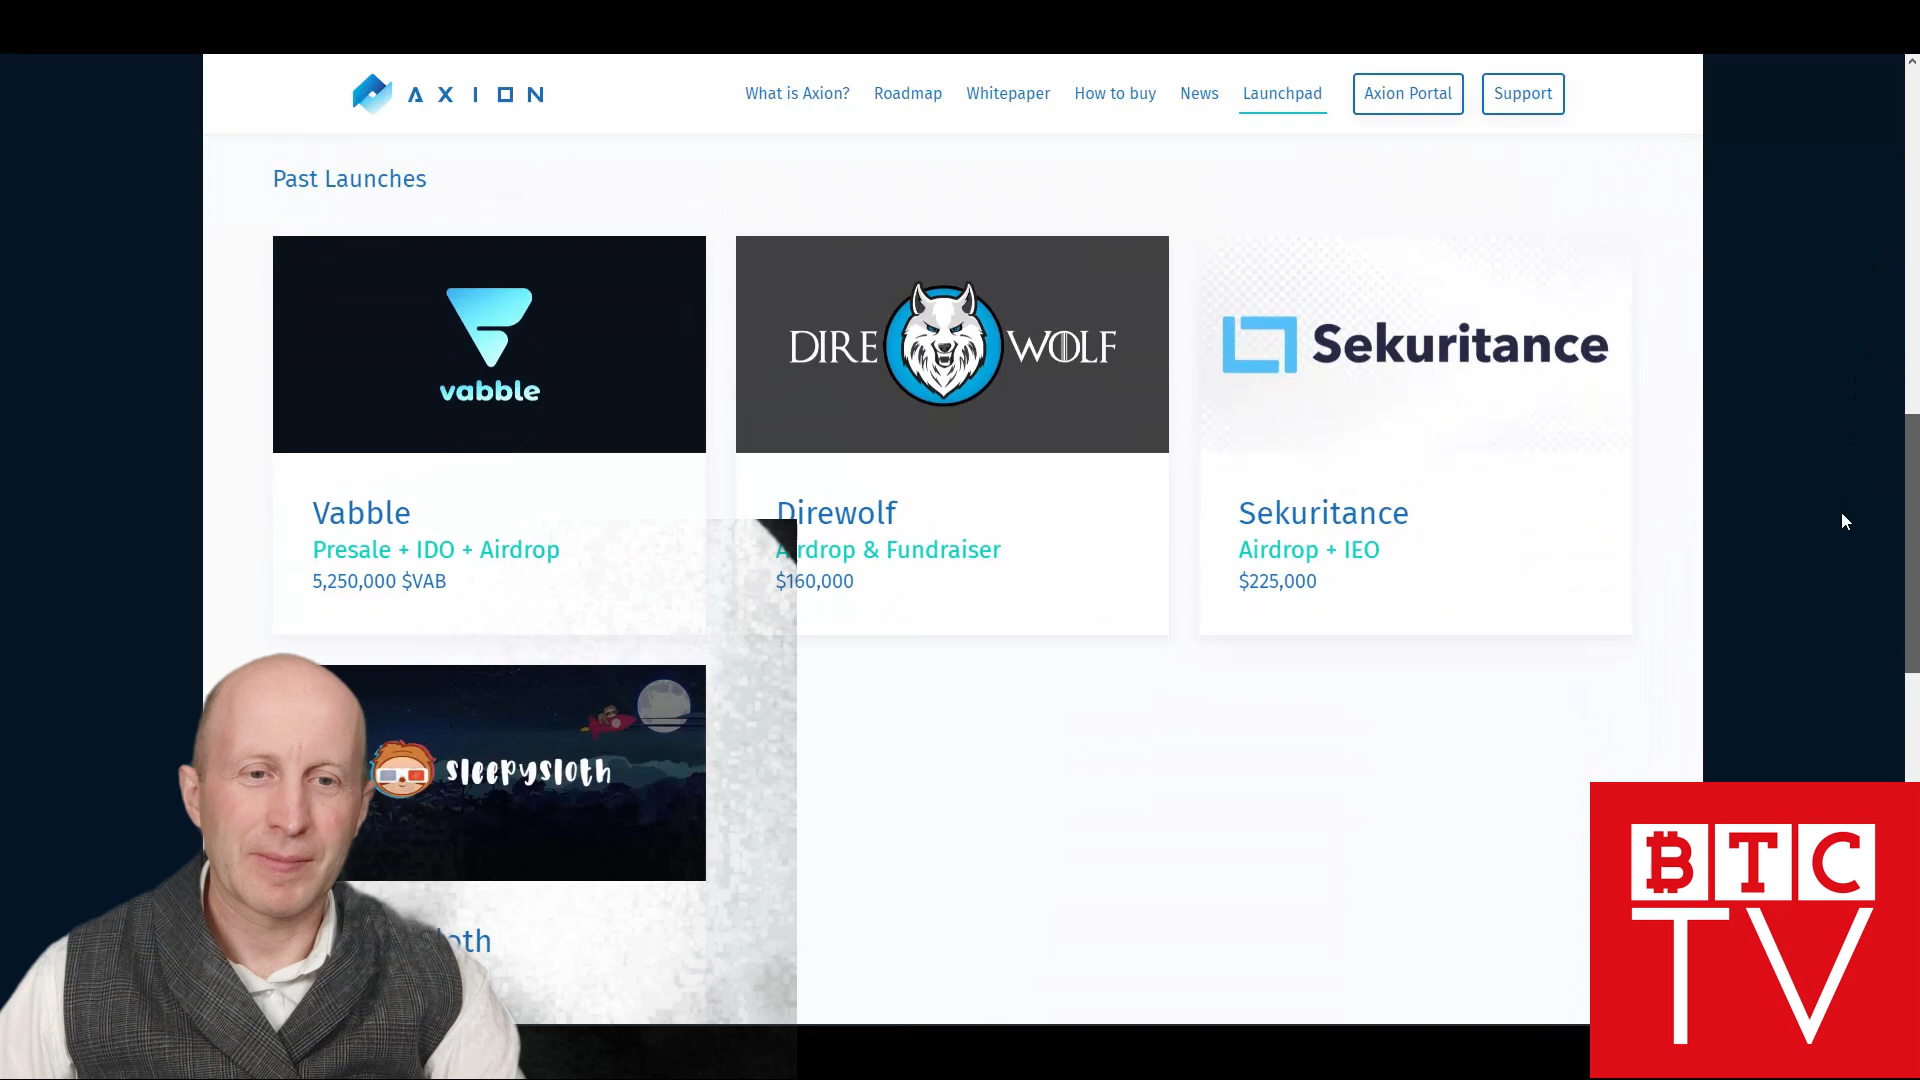 AXION
What is Axion? Roadmap Whitepaper How to buy News Launchpad Axion Portal Support
Past Launches
vabble
DIRE WOLF
Sekuritance
Vabble
Presale + IDO + Airdrop
5,250,000 $VAB
Direwolf
Airdrop & Fundraiser
$160,000
Sekuritance
Airdrop + IEO
$225,000
sleepysloth
BTC
TV